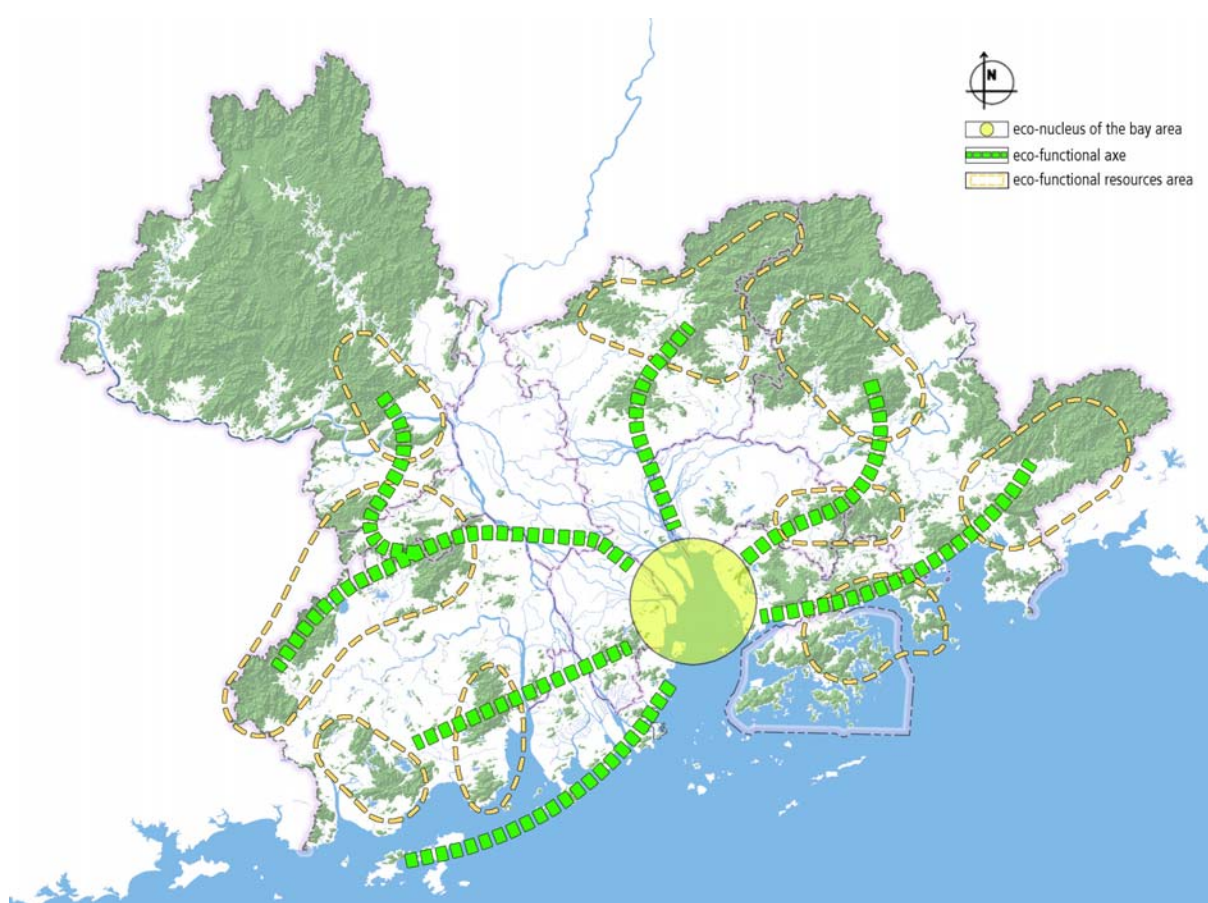 N
eco-nucleus of the bay area
eco-functional axe
eco-functional resources area